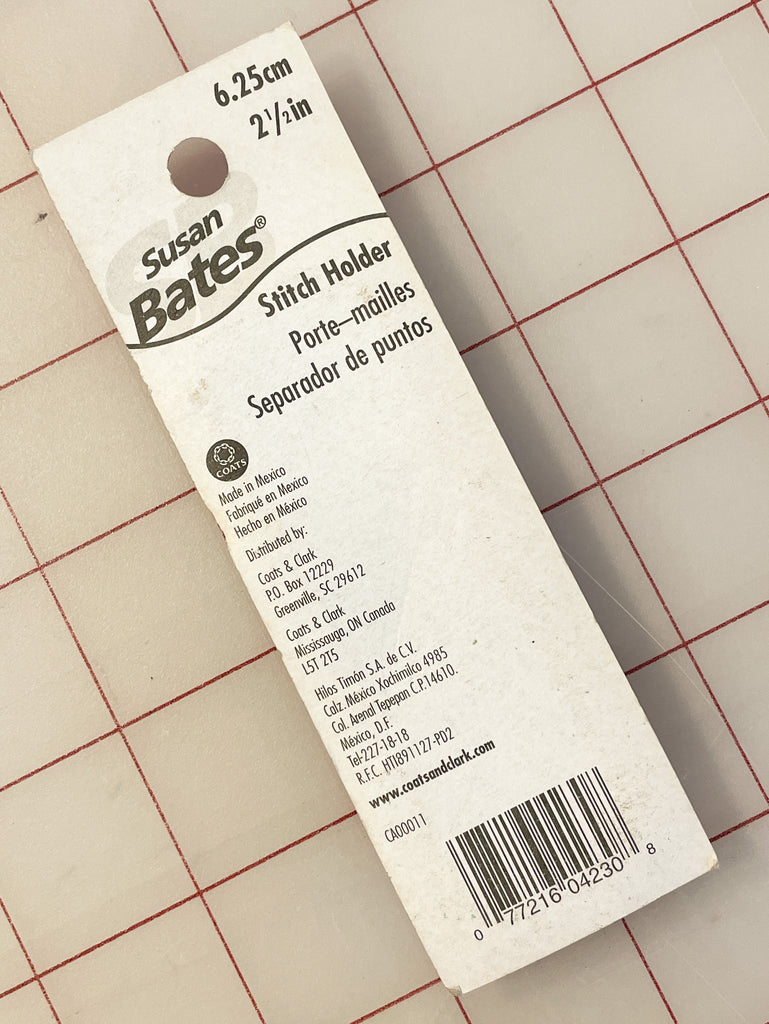 6.25cm
2 1/2in
Susan
Bates®
Stitch Holder
Porte–mailles
Separador de puntos
COATS
Made in Mexico
Fabriqué en Mexico
Hecho en México
Distributed by:
Coats & Clark
P.O. Box 12229
Greenville, SC 29612
Coats & Clark
Mississauga, ON Canada
L5T 2T5
Hilos Timón S.A. de C.V.
Calz. México Xochimilco 4985
Col. Arenal Tepepan C.P.14610.
México, D.F.
Tel-227-18-18
R.F.C. HTI891127-PD2
www.coatsandclark.com
CA00011
0 77216 04230 8